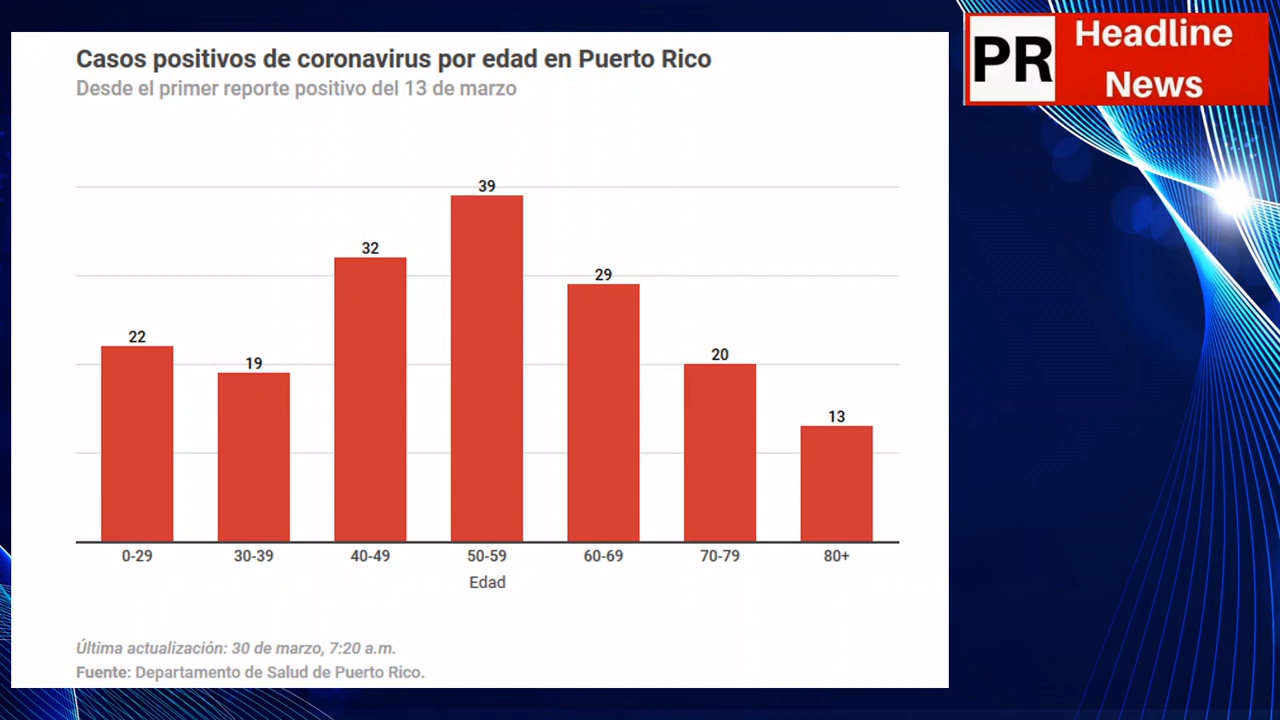 Casos positivos de coronavirus por edad en Puerto Rico
Desde el primer reporte positivo del 13 de marzo
PR Headline
News
39
32
29
22
19
20
13
0-29 30-39 40-49 50-59 60-69 70-79 80+
Edad
Última actualización: 30 de marzo, 7:20 a.m.
Fuente: Departamento de Salud de Puerto Rico.